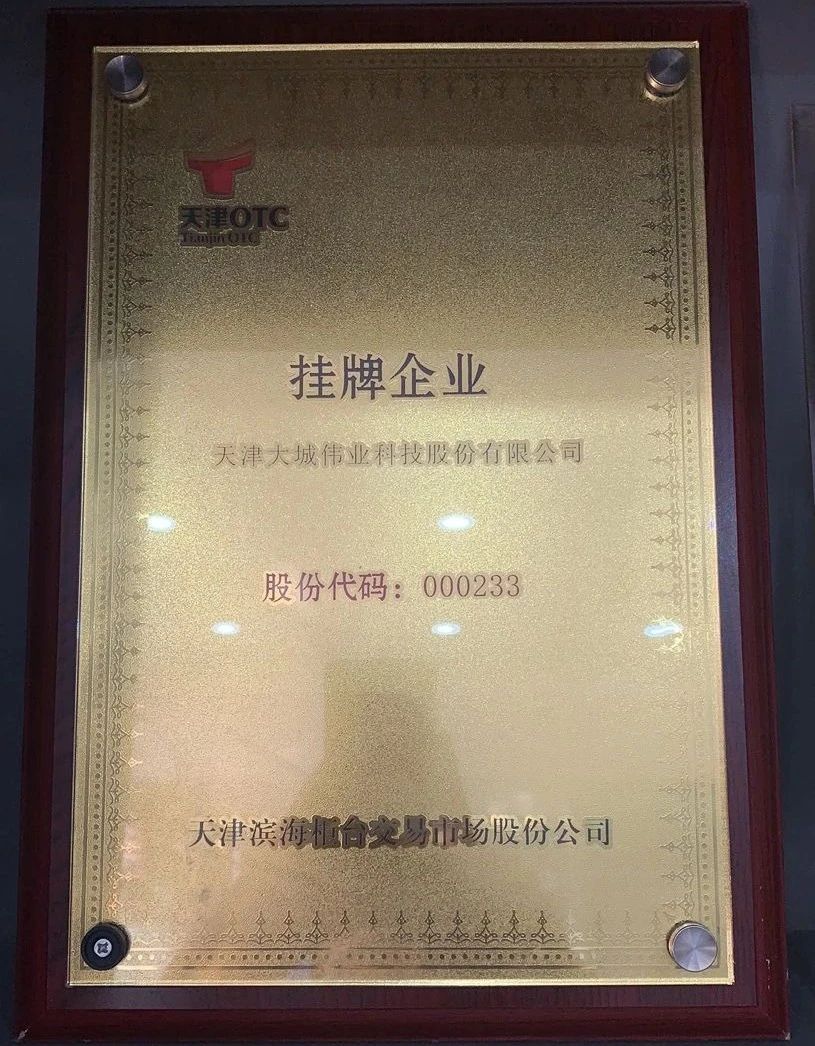 天津OTC
Tianjin OTC
挂牌企业
天津大城伟业科技股份有限公司
股份代码：000233
天津滨海柜台交易市场股份公司